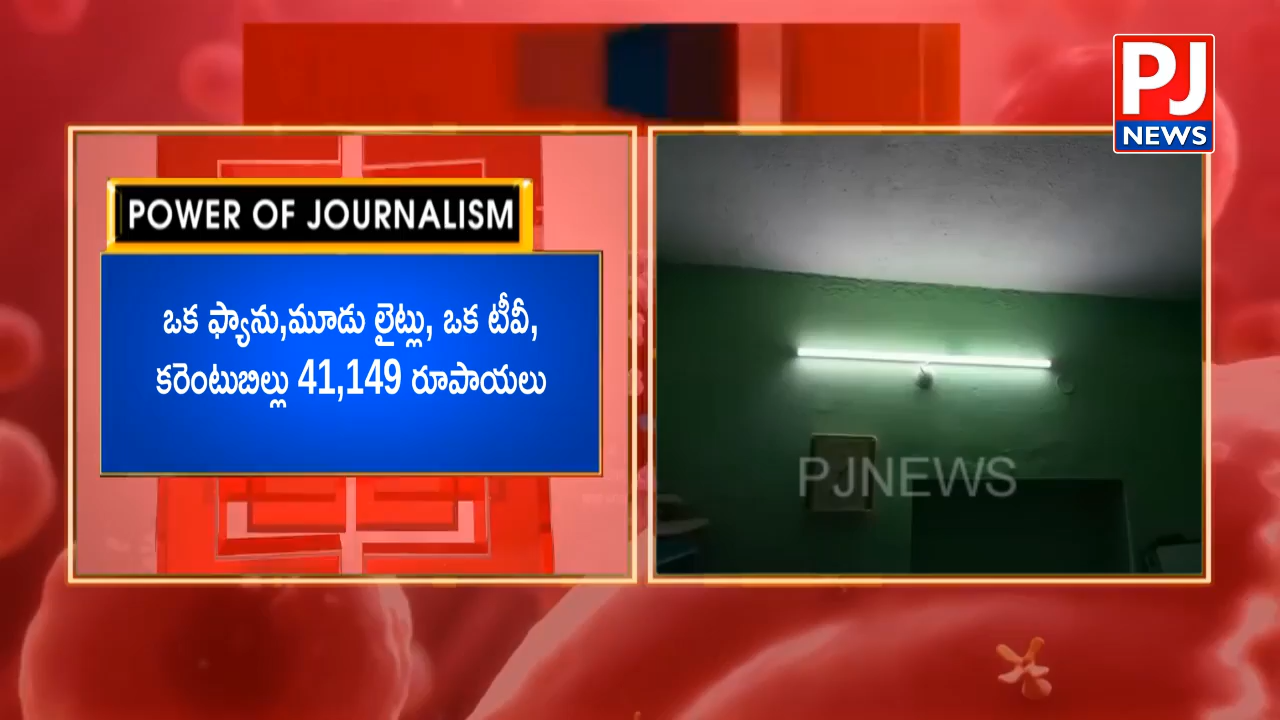 PJ
NEWS
POWER OF JOURNALISM
ఒక ఫ్యాను,మూడు లైట్లు, ఒక టీవీ,
కరెంటుబిల్లు 41,149 రూపాయలు
PJNEWS